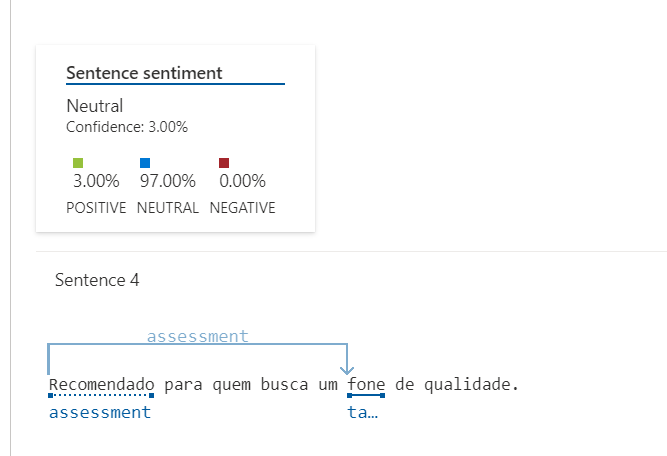 Sentence sentiment
Neutral
Confidence: 3.00%
3.00% 97.00% 0.00%
POSITIVE NEUTRAL NEGATIVE
Sentence 4
assessment
Recomendado para quem busca um fone de qualidade.
assessment ta…